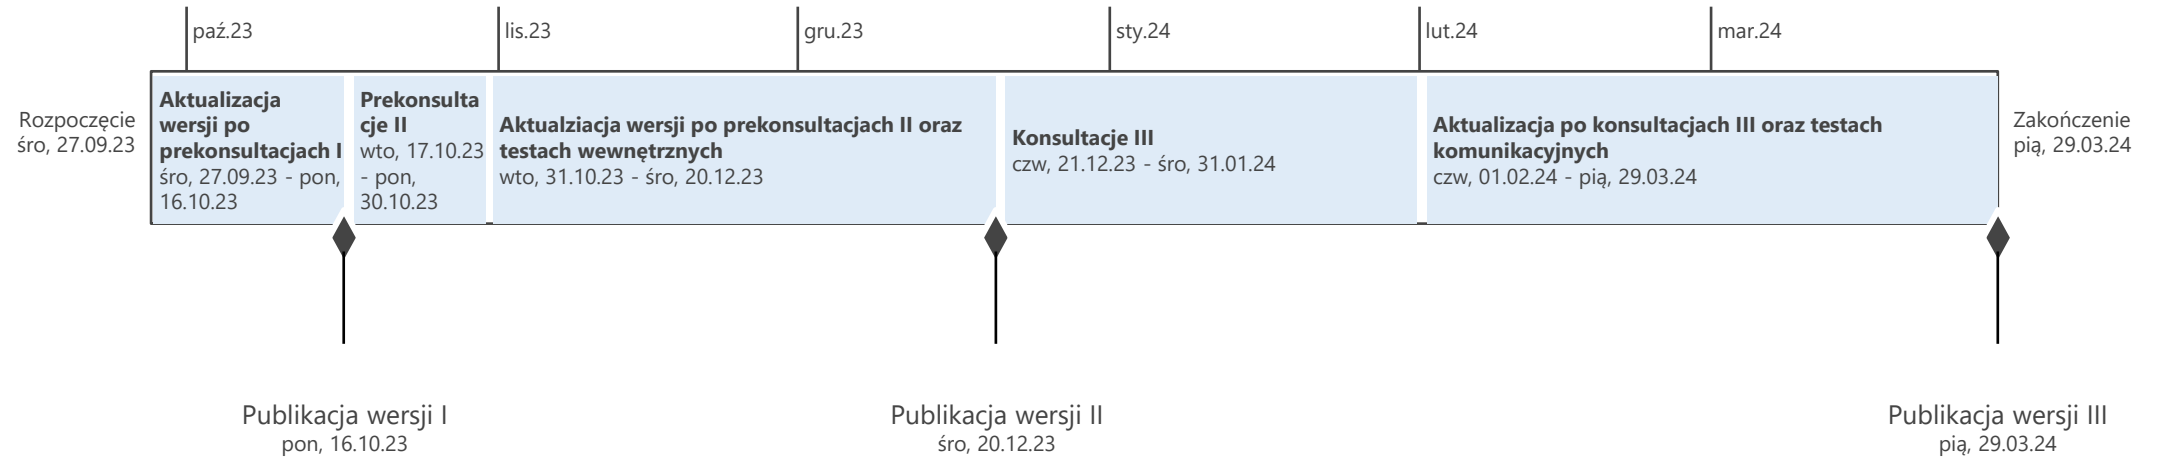 paź.23
lis.23
gru.23
sty.24
lut.24
mar.24
Rozpoczęcie
śro, 27.09.23
Aktualizacja
wersji po
prekonsultacjach I
śro, 27.09.23 - pon,
16.10.23
Prekonsulta
cje II
wto, 17.10.23
- pon,
30.10.23
Aktualziacja wersji po prekonsultacjach II oraz
testach wewnętrznych
wto, 31.10.23 - śro, 20.12.23
Konsultacje III
czw, 21.12.23 - śro, 31.01.24
Aktualizacja po konsultacjach III oraz testach
komunikacyjnych
czw, 01.02.24 - pią, 29.03.24
Zakończenie
pią, 29.03.24
Publikacja wersji I
pon, 16.10.23
Publikacja wersji II
śro, 20.12.23
Publikacja wersji III
pią, 29.03.24